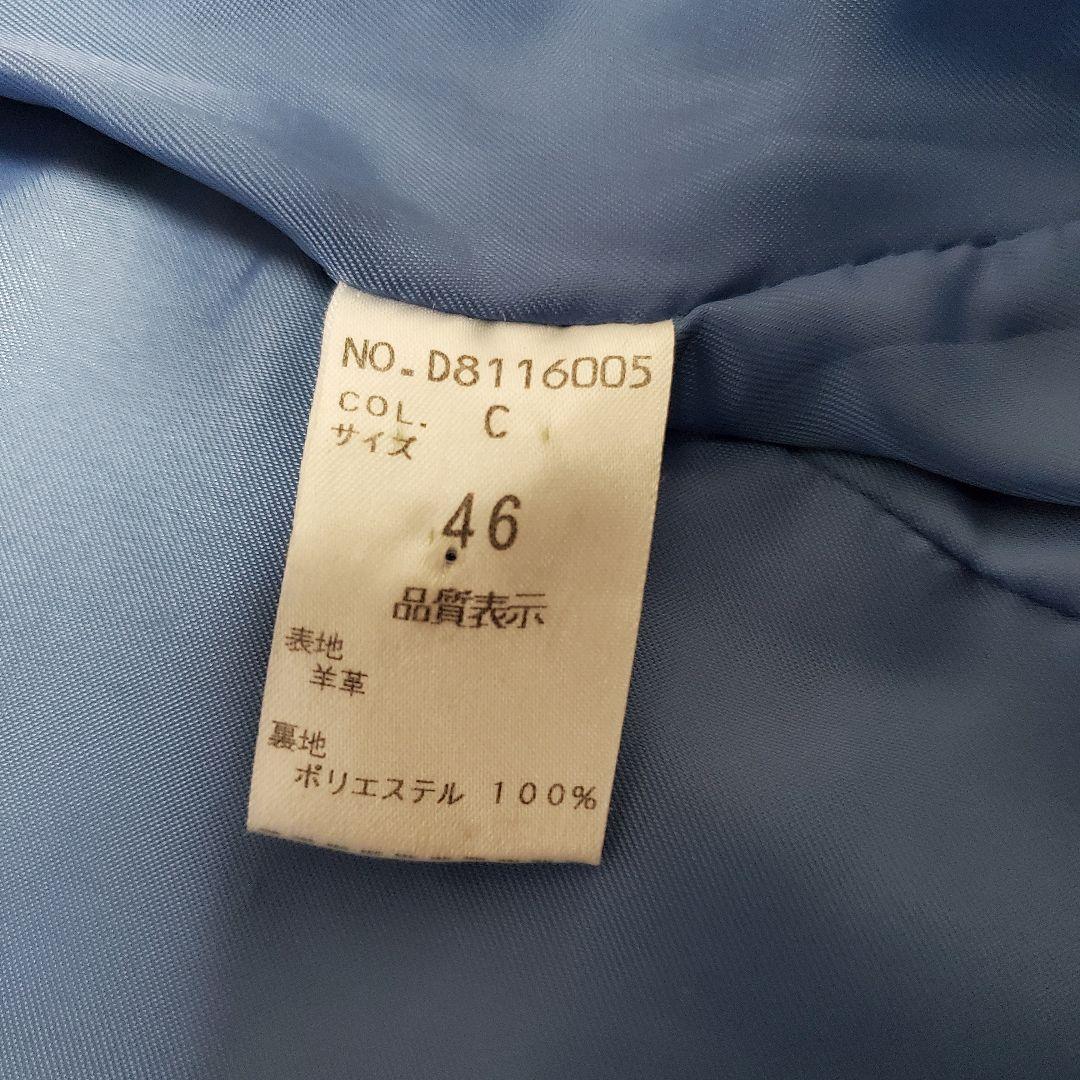 NO.D8116005
COL. C
サイズ
46
品質表示
表地
羊革
裏地
ポリエステル 100%